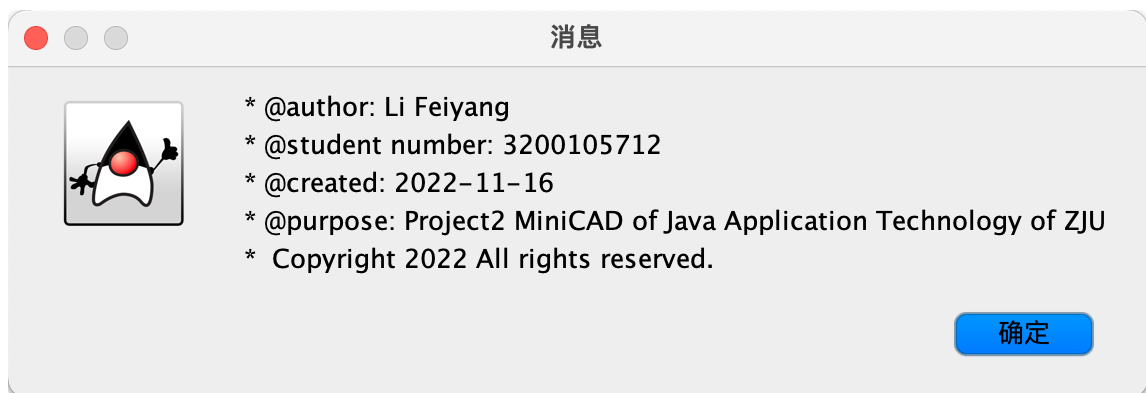 消息
* @author: Li Feiyang
* @student number: 3200105712
* @created: 2022-11-16
* @purpose: Project2 MiniCAD of Java Application Technology of ZJU
*  Copyright 2022 All rights reserved.
确定